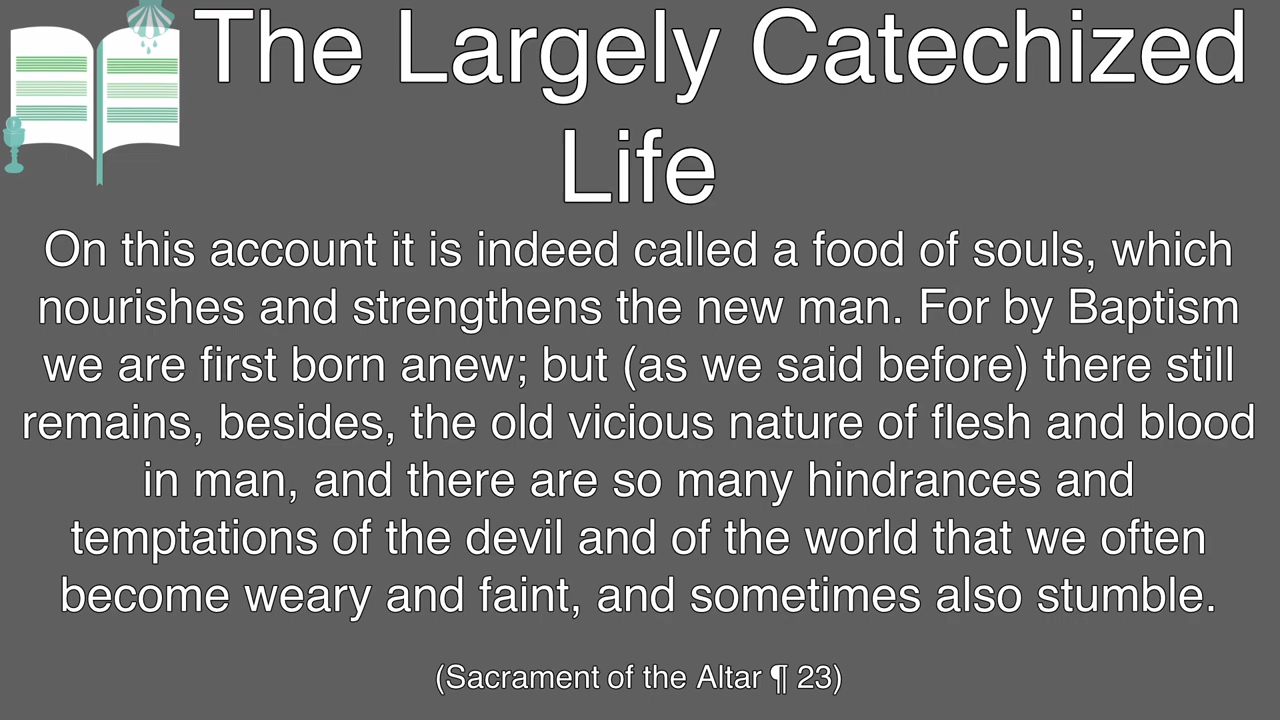 The Largely Catechized
Life
On this account it is indeed called a food of souls, which
nourishes and strengthens the new man. For by Baptism
we are first born anew; but (as we said before) there still
remains, besides, the old vicious nature of flesh and blood
in man, and there are so many hindrances and
temptations of the devil and of the world that we often
become weary and faint, and sometimes also stumble.
(Sacrament of the Altar ¶ 23)